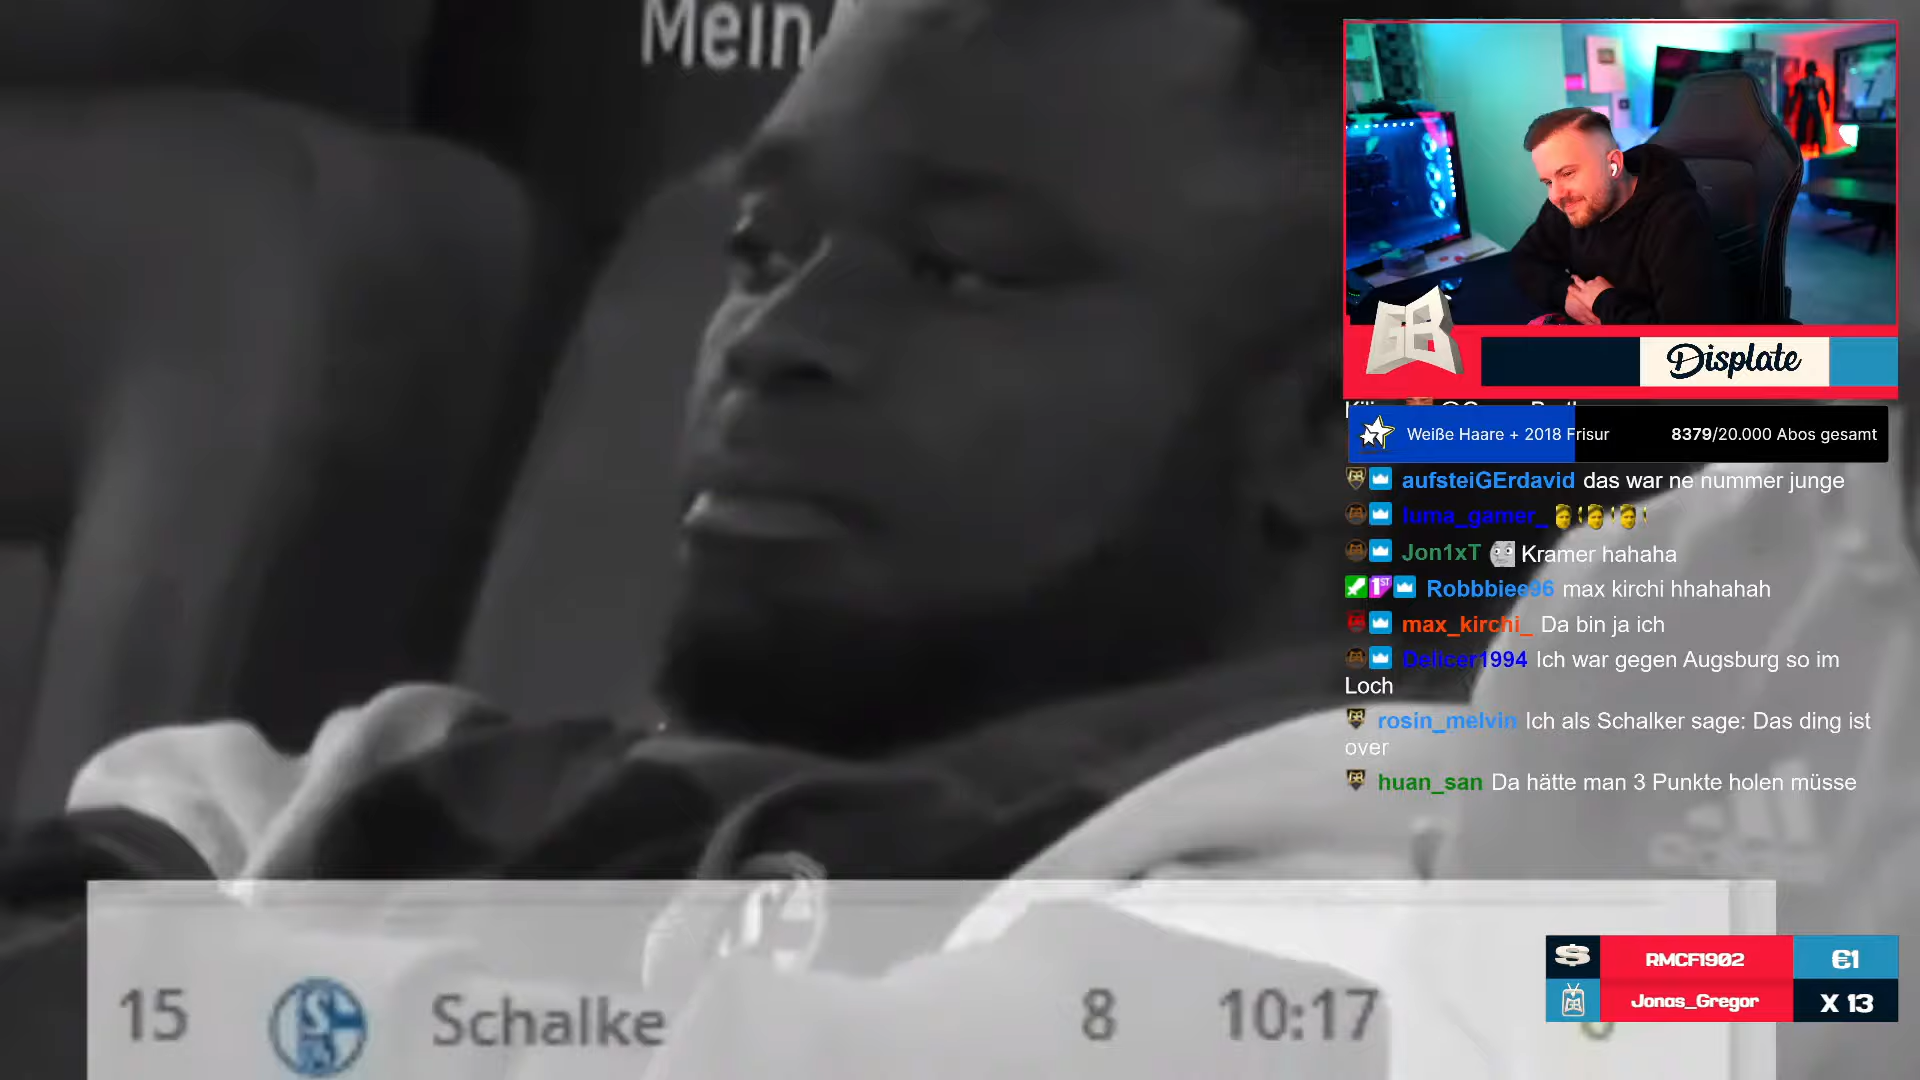 Mein
GB
Displate
Weiße Haare + 2018 Frisur 8379/20.000 Abos gesamt
aufsteiGErdavid das war ne nummer junge
luma_gamer_
Jon1xT Kramer hahaha
1ST Robbbiee96 max kirchi hhahahah
max_kirchi_ Da bin ja ich
Delicer1994 Ich war gegen Augsburg so im
Loch
rosin_melvin Ich als Schalker sage: Das ding ist
over
huan_san Da hätte man 3 Punkte holen müsse
RMCF1902 €1
Jonas_Gregor X 13
15 Schalke 8 10:17